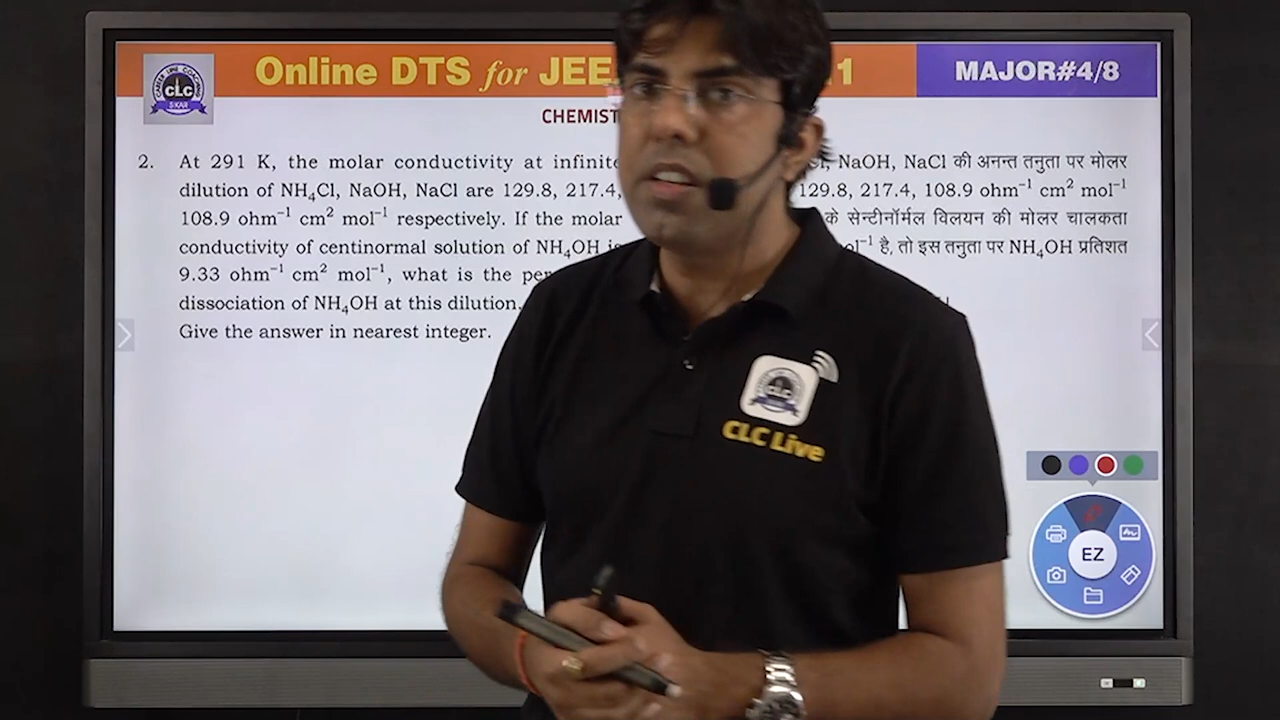 Online DTS for JEE
1
MAJOR#4/8
CLC
SIKAR
CHEMIST
2. At 291 K, the molar conductivity at infinite
dilution of NH₄Cl, NaOH, NaCl are 129.8, 217.4,
108.9 ohm⁻¹ cm² mol⁻¹ respectively. If the molar
conductivity of centinormal solution of NH₄OH is
9.33 ohm⁻¹ cm² mol⁻¹, what is the per
dissociation of NH₄OH at this dilution.
Give the answer in nearest integer.
NaOH, NaCl की अनन्त तनुता पर मोलर
129.8, 217.4, 108.9 ohm⁻¹ cm² mol⁻¹
के सेन्टीनॉर्मल विलयन की मोलर चालकता
ol⁻¹ है, तो इस तनुता पर NH₄OH प्रतिशत
CLC
CLC Live
EZ